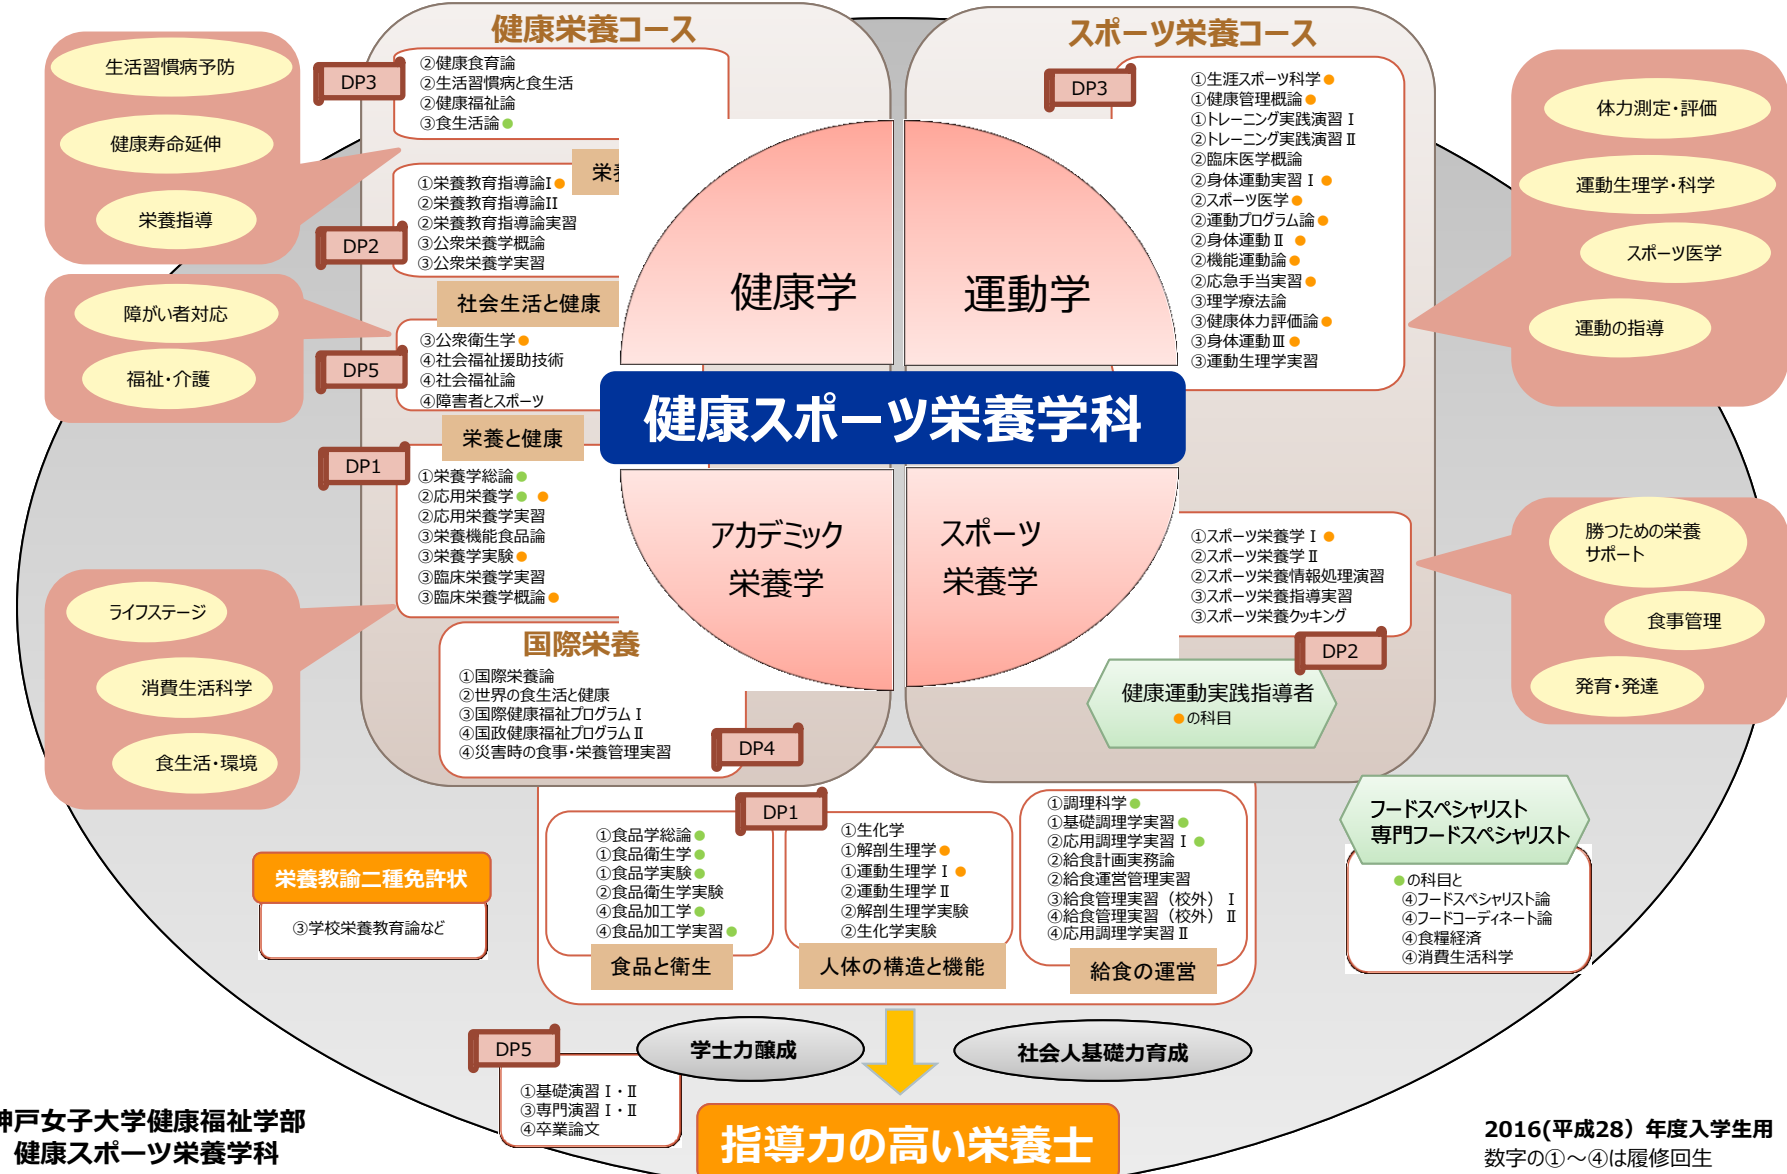 健康栄養コース
スポーツ栄養コース
生活習慣病予防
健康寿命延伸
栄養指導
DP3
②健康食育論
②生活習慣病と食生活
②健康福祉論
③食生活論●
栄
①栄養教育指導論I●
②栄養教育指導論II
②栄養教育指導論実習
③公衆栄養学概論
③公衆栄養学実習
DP2
障がい者対応
福祉・介護
社会生活と健康
③公衆衛生学●
④社会福祉援助技術
④社会福祉論
④障害者とスポーツ
DP5
栄養と健康
DP1
①栄養学総論●
②応用栄養学● ●
②応用栄養学実習
③栄養機能食品論
③栄養学実験●
③臨床栄養学実習
③臨床栄養学概論●
ライフステージ
消費生活科学
食生活・環境
国際栄養
①国際栄養論
②世界の食生活と健康
③国際健康福祉プログラムⅠ
④国政健康福祉プログラムⅡ
④災害時の食事・栄養管理実習
DP4
健康学
運動学
健康スポーツ栄養学科
アカデミック
栄養学
スポーツ
栄養学
DP3
①生涯スポーツ科学●
①健康管理概論●
①トレーニング実践演習Ⅰ
②トレーニング実践演習Ⅱ
②臨床医学概論
②身体運動実習Ⅰ●
②スポーツ医学●
②運動プログラム論●
②身体運動Ⅱ ●
②機能運動論●
②応急手当実習●
③理学療法論
③健康体力評価論●
③身体運動Ⅲ●
③運動生理学実習
体力測定・評価
運動生理学・科学
スポーツ医学
運動の指導
①スポーツ栄養学Ⅰ●
②スポーツ栄養学Ⅱ
②スポーツ栄養情報処理演習
③スポーツ栄養指導実習
③スポーツ栄養クッキング
DP2
勝つための栄養
サポート
食事管理
発育・発達
健康運動実践指導者
●の科目
フードスペシャリスト
専門フードスペシャリスト
●の科目と
④フードスペシャリスト論
④フードコーディネート論
④食糧経済
④消費生活科学
栄養教諭二種免許状
③学校栄養教育論など
DP1
①食品学総論●
①食品衛生学●
①食品学実験●
②食品衛生学実験
④食品加工学●
④食品加工学実習●
食品と衛生
①生化学
①解剖生理学●
①運動生理学Ⅰ●
②運動生理学Ⅱ
②解剖生理学実験
②生化学実験
人体の構造と機能
①調理科学●
①基礎調理学実習●
②応用調理学実習Ⅰ●
②給食計画実務論
②給食運営管理実習
③給食管理実習（校外）Ⅰ
④給食管理実習（校外）Ⅱ
④応用調理学実習Ⅱ
給食の運営
DP5
①基礎演習Ⅰ・Ⅱ
③専門演習Ⅰ・Ⅱ
④卒業論文
学士力醸成
社会人基礎力育成
指導力の高い栄養士
神戸女子大学健康福祉学部
健康スポーツ栄養学科
2016(平成28）年度入学生用
数字の①～④は履修回生